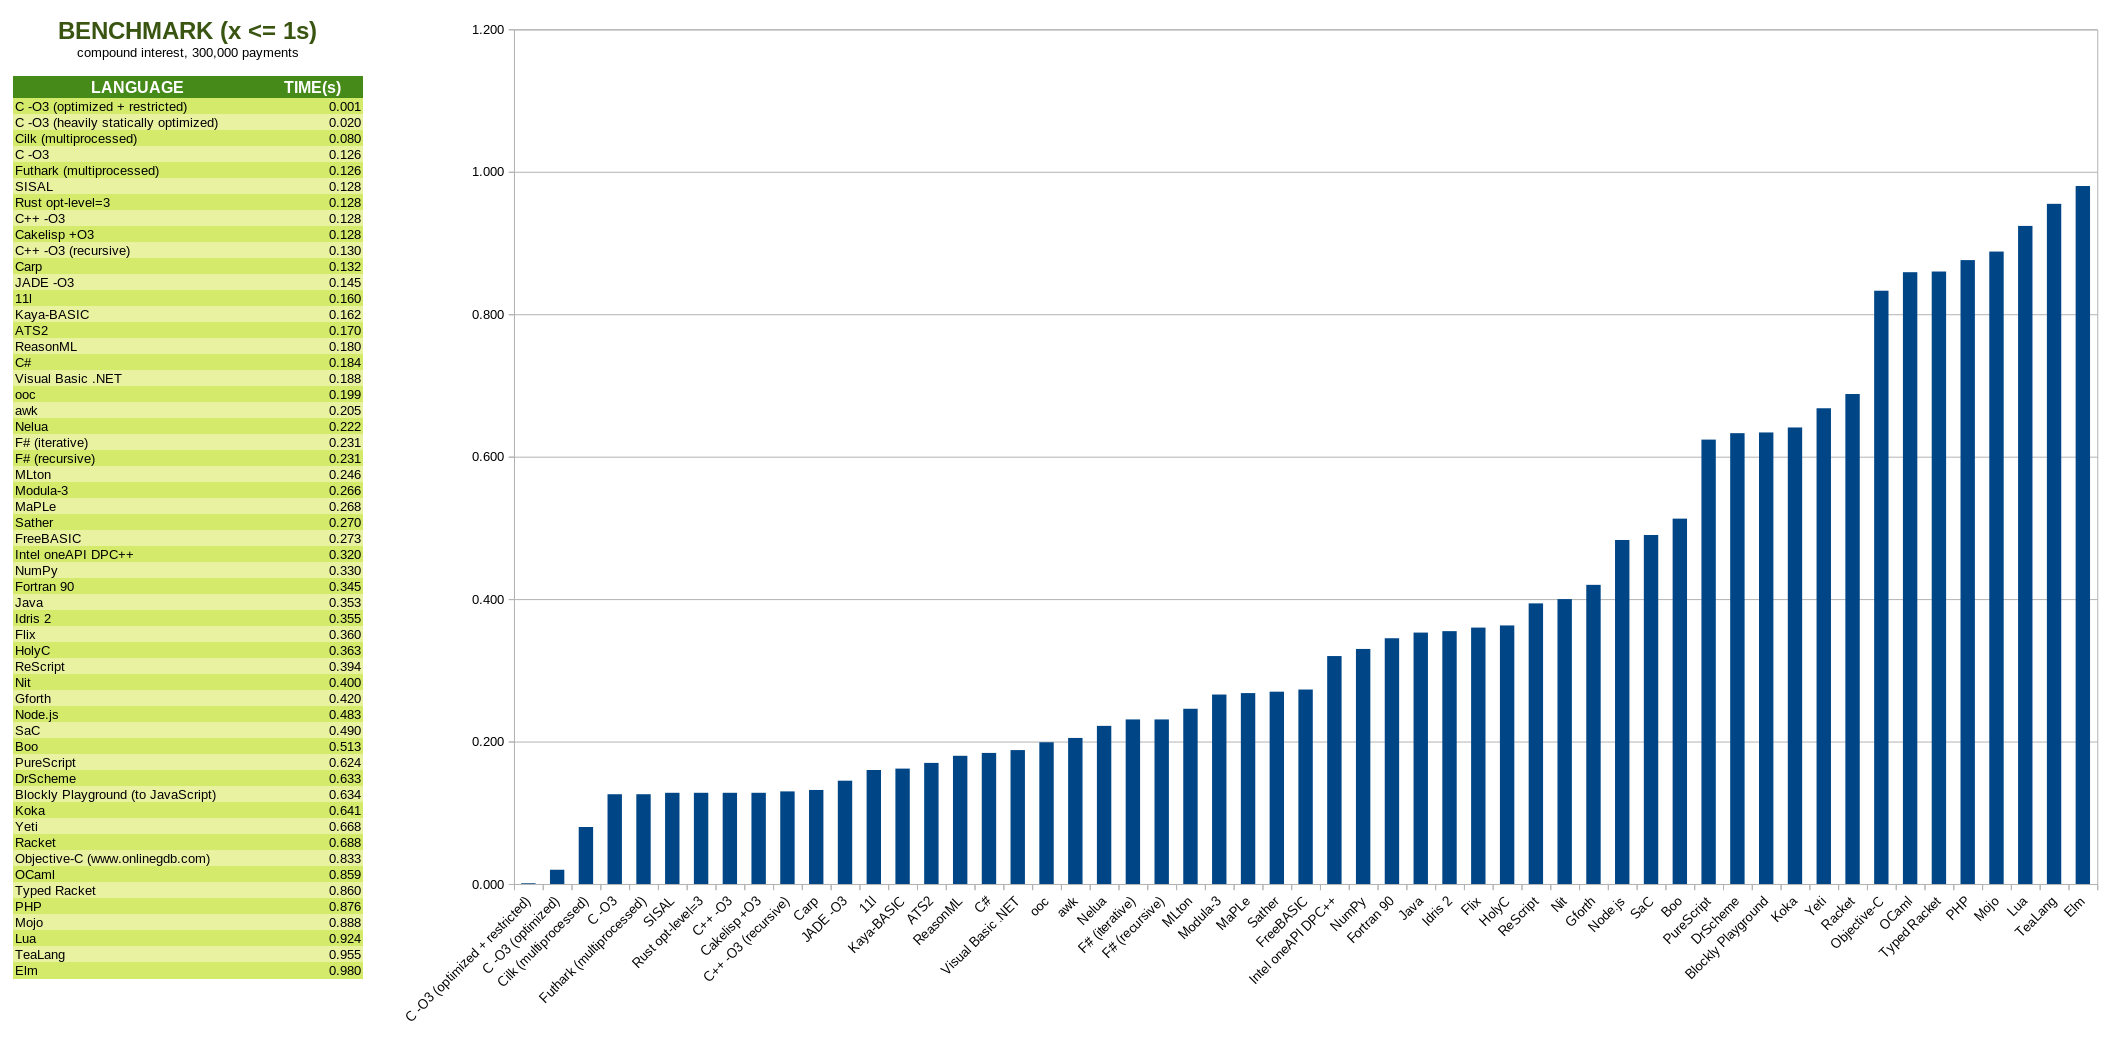 BENCHMARK (x <= 1s)
compound interest, 300,000 payments
LANGUAGE TIME(s)
C -O3 (optimized + restricted) 0.001
C -O3 (heavily statically optimized) 0.020
Cilk (multiprocessed) 0.080
C -O3 0.126
Futhark (multiprocessed) 0.126
SISAL 0.128
Rust opt-level=3 0.128
C++ -O3 0.128
Cakelisp +O3 0.128
C++ -O3 (recursive) 0.130
Carp 0.132
JADE -O3 0.145
11l 0.160
Kaya-BASIC 0.162
ATS2 0.170
ReasonML 0.180
C# 0.184
Visual Basic .NET 0.188
ooc 0.199
awk 0.205
Nelua 0.222
F# (iterative) 0.231
F# (recursive) 0.231
MLton 0.246
Modula-3 0.266
MaPLe 0.268
Sather 0.270
FreeBASIC 0.273
Intel oneAPI DPC++ 0.320
NumPy 0.330
Fortran 90 0.345
Java 0.353
Idris 2 0.355
Flix 0.360
HolyC 0.363
ReScript 0.394
Nit 0.400
Gforth 0.420
Node.js 0.483
SaC 0.490
Boo 0.513
PureScript 0.624
DrScheme 0.633
Blockly Playground (to JavaScript) 0.634
Koka 0.641
Yeti 0.668
Racket 0.688
Objective-C (www.onlinegdb.com) 0.833
OCaml 0.859
Typed Racket 0.860
PHP 0.876
Mojo 0.888
Lua 0.924
TeaLang 0.955
Elm 0.980
1.200
1.000
0.800
0.600
0.400
0.200
0.000
C -O3 (optimized + restricted)
C -O3 (optimized)
Cilk (multiprocessed)
C -O3
Futhark (multiprocessed)
SISAL
Rust opt-level=3
C++ -O3
Cakelisp +O3
C++ -O3 (recursive)
Carp
JADE -O3
11l
Kaya-BASIC
ATS2
ReasonML
C#
Visual Basic .NET
ooc
awk
Nelua
F# (iterative)
F# (recursive)
MLton
Modula-3
MaPLe
Sather
FreeBASIC
Intel oneAPI DPC++
NumPy
Fortran 90
Java
Idris 2
Flix
HolyC
ReScript
Nit
Gforth
Node.js
SaC
Boo
PureScript
DrScheme
Blockly Playground
Koka
Yeti
Racket
Objective-C
OCaml
Typed Racket
PHP
Mojo
Lua
TeaLang
Elm